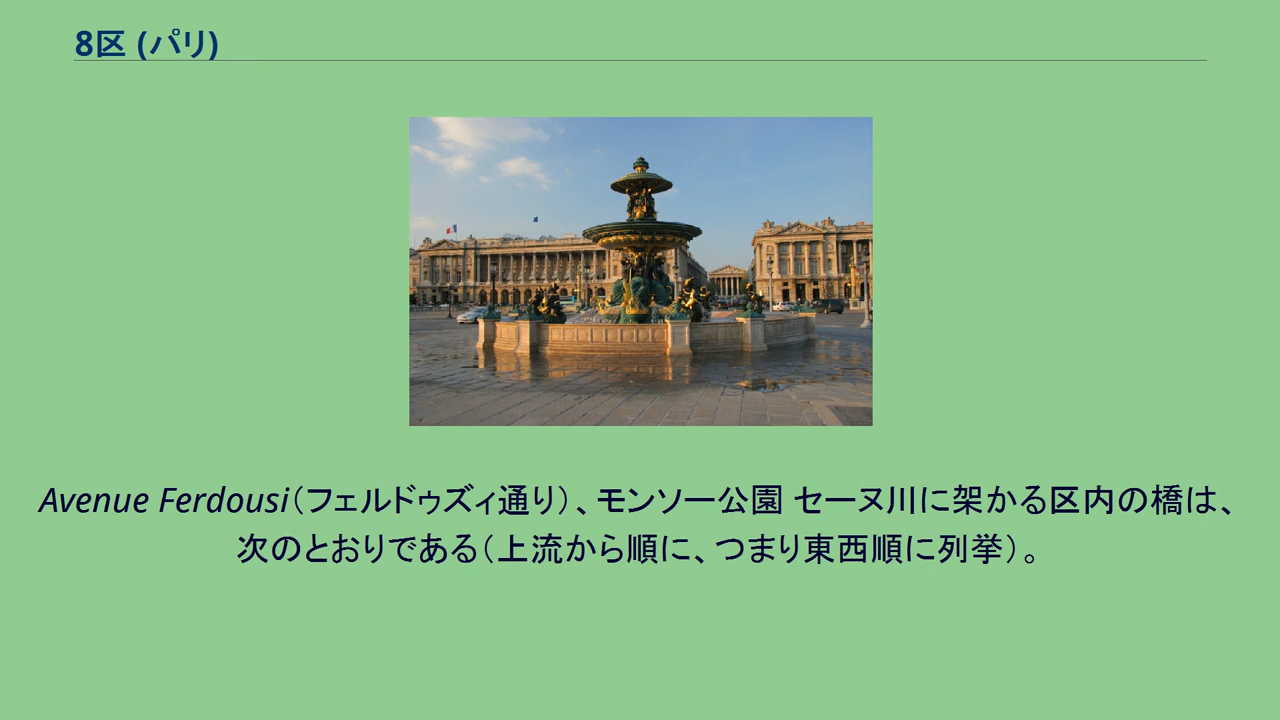 8区 (パリ)
Avenue Ferdousi（フェルドゥズィ通り）、モンソー公園 セーヌ川に架かる区内の橋は、
次のとおりである（上流から順に、つまり東西順に列挙）。